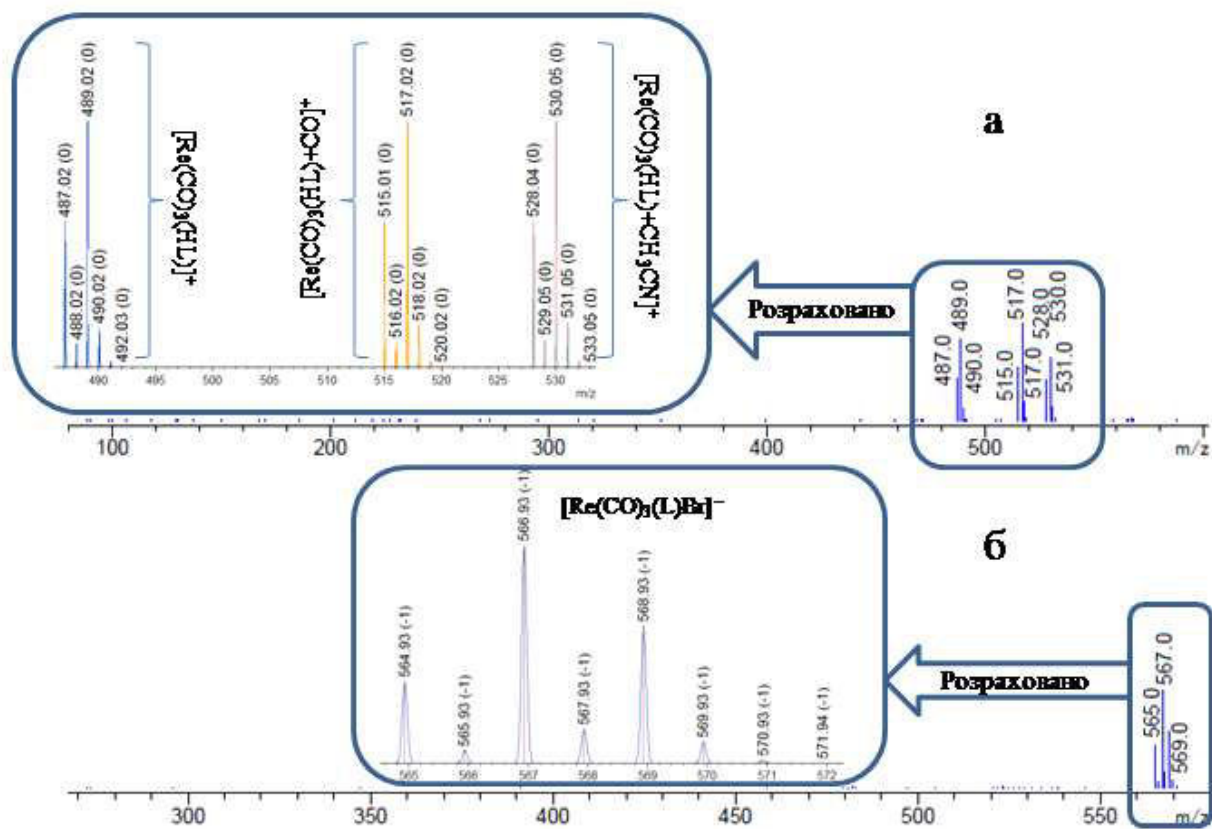 а
487.02 (0)
488.02 (0)
489.02 (0)
490.02 (0)
492.03 (0)
[Re(CO)₃(HL)]⁺
515.01 (0)
516.02 (0)
517.02 (0)
518.02 (0)
520.02 (0)
[Re(CO)₃(HL)+CO]⁺
528.04 (0)
529.05 (0)
530.05 (0)
531.05 (0)
533.05 (0)
[Re(CO)₃(HL)+CH₃CN]⁺
490 495 500 505 510 515 520 525 530
m/z
Розраховано
487.0
489.0
490.0
515.0
517.0
517.0
528.0
530.0
531.0
100 200 300 400 500 m/z
б
[Re(CO)₃(L)Br]⁻
564.93 (-1)
565.93 (-1)
566.93 (-1)
567.93 (-1)
568.93 (-1)
569.93 (-1)
570.93 (-1)
571.94 (-1)
565 566 567 568 569 570 571 572
Розраховано
565.0
567.0
569.0
300 350 400 450 500 550 m/z